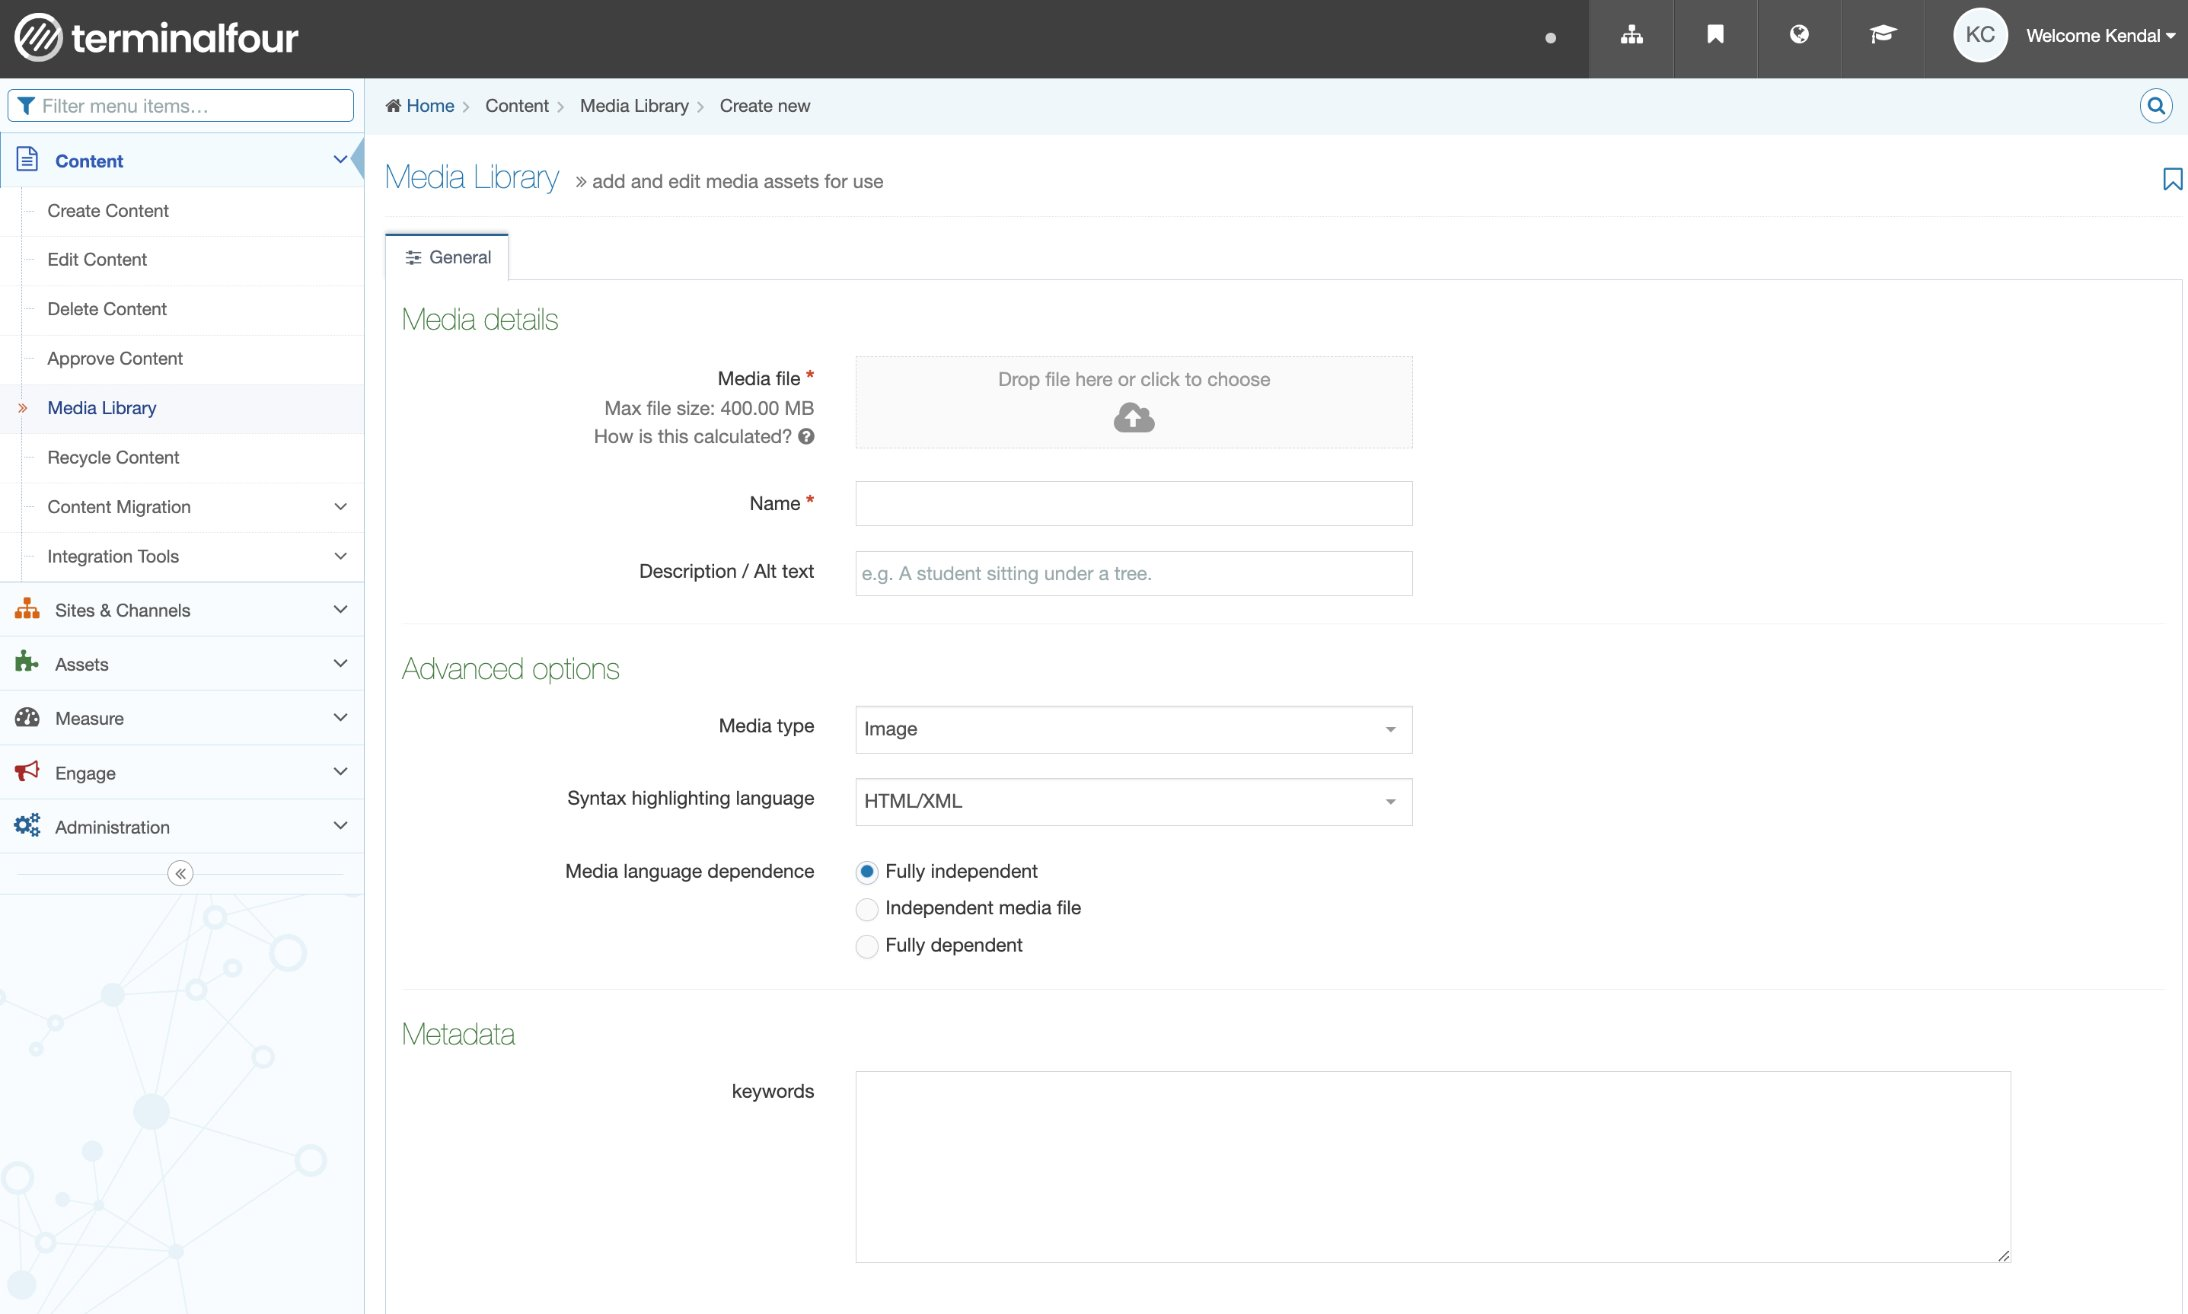 terminalfour
KC
Welcome Kendal
Filter menu items...
Home
Content
Media Library
Create new
Content
Create Content
Edit Content
Delete Content
Approve Content
Media Library
Recycle Content
Content Migration
Integration Tools
Sites & Channels
Assets
Measure
Engage
Administration
Media Library » add and edit media assets for use
General
Media details
Media file *
Max file size: 400.00 MB
How is this calculated?
Drop file here or click to choose
Name *
Description / Alt text
e.g. A student sitting under a tree.
Advanced options
Media type
Image
Syntax highlighting language
HTML/XML
Media language dependence
Fully independent
Independent media file
Fully dependent
Metadata
keywords